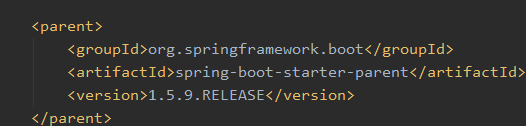 <parent>
<groupId>org.springframework.boot</groupId>
<artifactId>spring-boot-starter-parent</artifactId>
<version>1.5.9.RELEASE</version>
</parent>